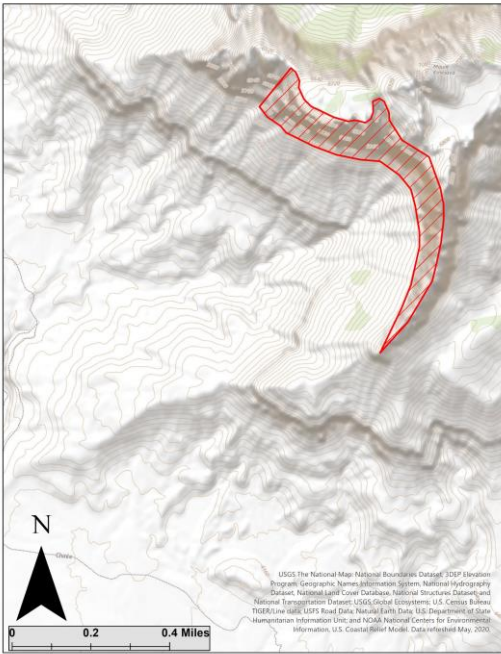 N
0 0.2 0.4 Miles
USGS The National Map: National Boundaries Dataset, 3DEP Elevation
Program, Geographic Names Information System, National Hydrography
Dataset, National Land Cover Database, National Structures Dataset, and
National Transportation Dataset; USGS Global Ecosystems; U.S. Census Bureau
TIGER/Line data; USFS Road Data; Natural Earth Data; U.S. Department of State
Humanitarian Information Unit; and NOAA National Centers for Environmental
Information, U.S. Coastal Relief Model. Data refreshed May, 2020.